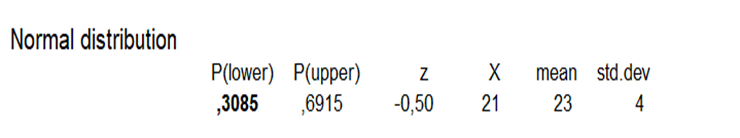 Normal distribution
P(lower) P(upper) z X mean std.dev
,3085 ,6915 -0,50 21 23 4